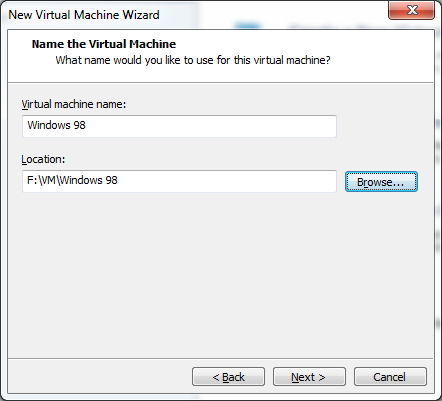 New Virtual Machine Wizard
Name the Virtual Machine
What name would you like to use for this virtual machine?
Virtual machine name:
Windows 98
Location:
F:\VM\Windows 98
Browse...
< Back
Next >
Cancel